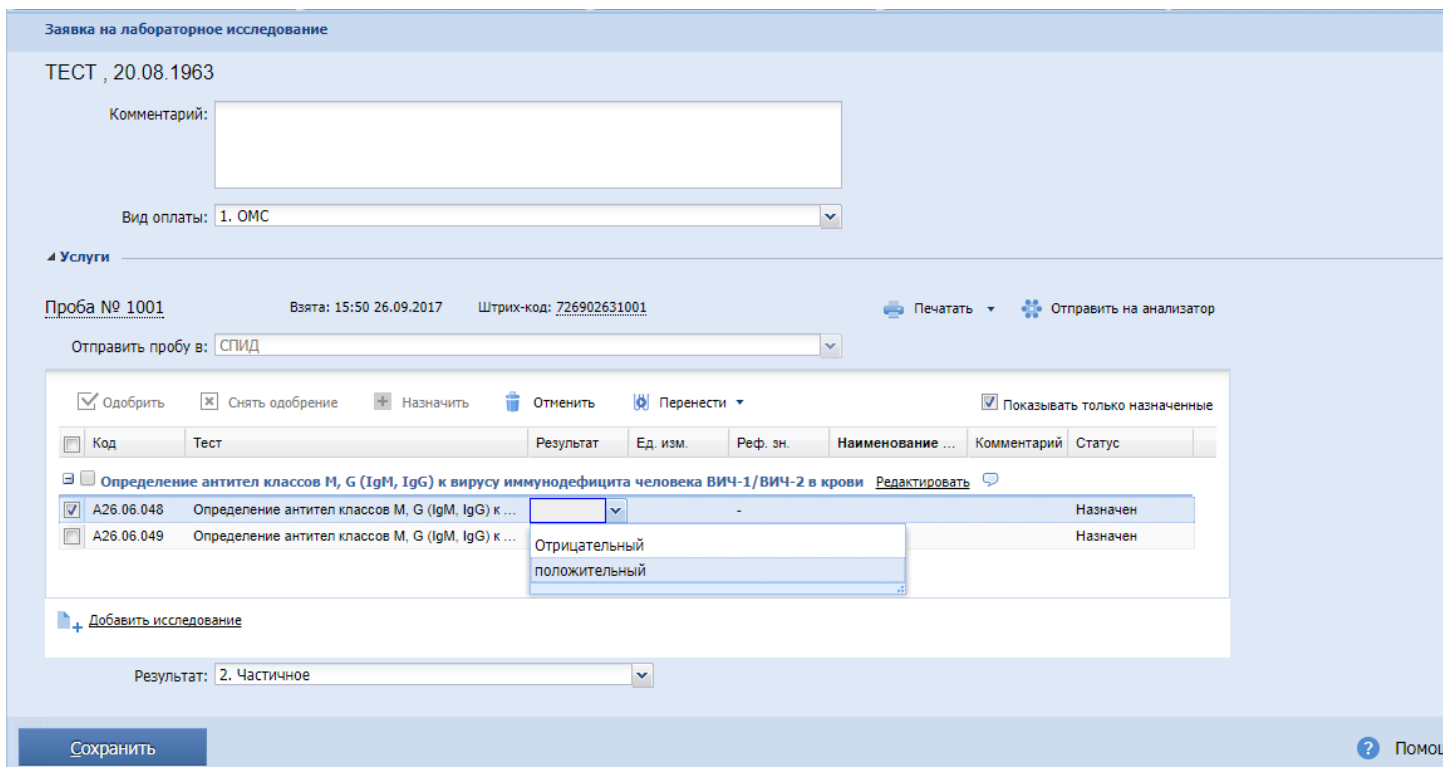 Заявка на лабораторное исследование
ТЕСТ , 20.08.1963
Комментарий:
Вид оплаты: 1. ОМС
Услуги
Проба № 1001 Взята: 15:50 26.09.2017 Штрих-код: 726902631001 Печатать Отправить на анализатор
Отправить пробу в: СПИД
Одобрить Снять одобрение Назначить Отменить Перенести Показывать только назначенные
Код Тест Результат Ед. изм. Реф. зн. Наименование ... Комментарий Статус
Определение антител классов M, G (IgM, IgG) к вирусу иммунодефицита человека ВИЧ-1/ВИЧ-2 в крови Редактировать
A26.06.048 Определение антител классов M, G (IgM, IgG) к ... - Назначен
A26.06.049 Определение антител классов M, G (IgM, IgG) к ... Назначен
Отрицательный
положительный
Добавить исследование
Результат: 2. Частичное
Сохранить ? Помощ